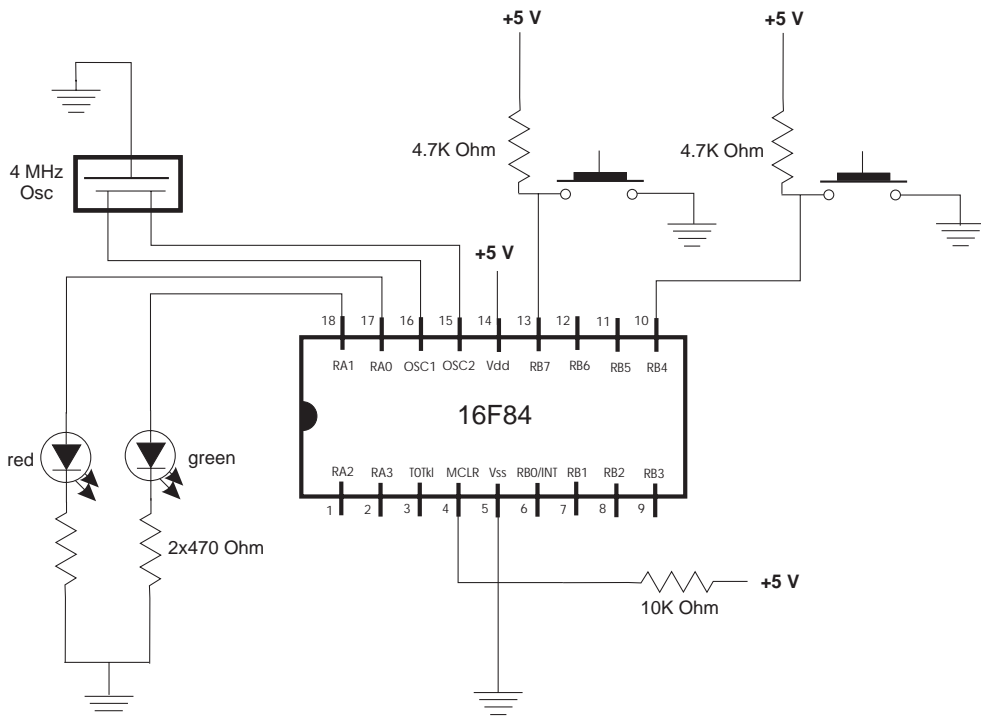 +5 V
+5 V
4.7K Ohm
4.7K Ohm
4 MHz
Osc
+5 V
18 17 16 15 14 13 12 11 10
RA1 RA0 OSC1 OSC2 Vdd RB7 RB6 RB5 RB4
16F84
red
green
RA2 RA3 T0Tkl MCLR Vss RB0/INT RB1 RB2 RB3
1 2 3 4 5 6 7 8 9
2x470 Ohm
+5 V
10K Ohm